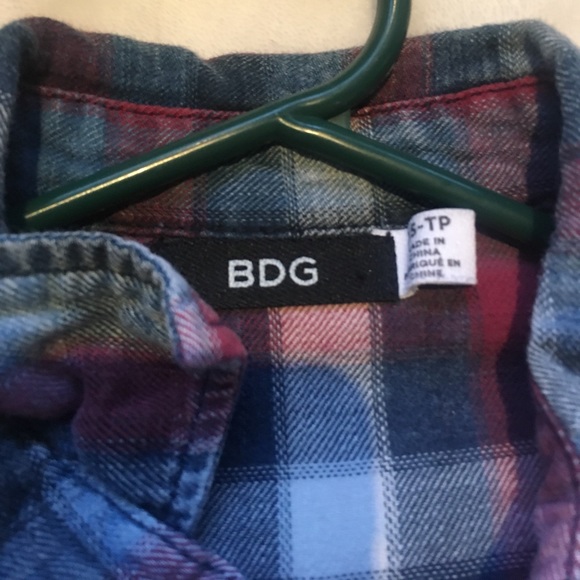 BDG
S-TP
MADE IN
CHINA
FABRIQUÉ EN
CHINE